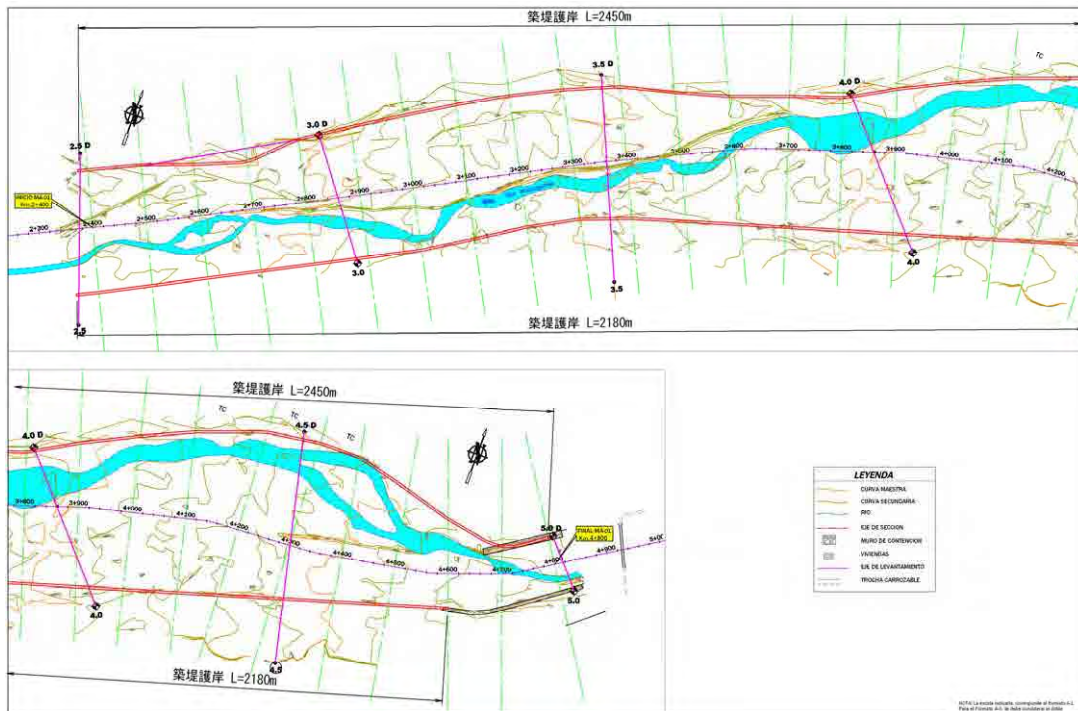 築堤護岸 L=2450m
TC
3.5 D
4.0 D
3.0 D
2.5 D
INICIO MA01
Km.2+400
2+300
2+400
2+500
2+600
2+700
2+800
2+900
3+000
3+100
3+200
3+300
3+400
3+500
3+600
3+700
3+800
3+900
4+000
4+100
4+200
3.0
3.5
4.0
2.5
築堤護岸 L=2180m
築堤護岸 L=2450m
TC
TC
TC
4.0 D
4.5 D
5.0 D
FINAL MA01
Km.4+800
3+800
3+900
4+000
4+100
4+200
4+300
4+400
4+500
4+600
4+700
4+800
4+900
5+00
4.0
4.5
5.0
築堤護岸 L=2180m
LEYENDA
CURVA MAESTRA
CURVA SECUNDARIA
RIO
EJE DE SECCION
MURO DE CONTENCION
VIVIENDAS
EJE DE LEVANTAMIENTO
TROCHA CARROZABLE